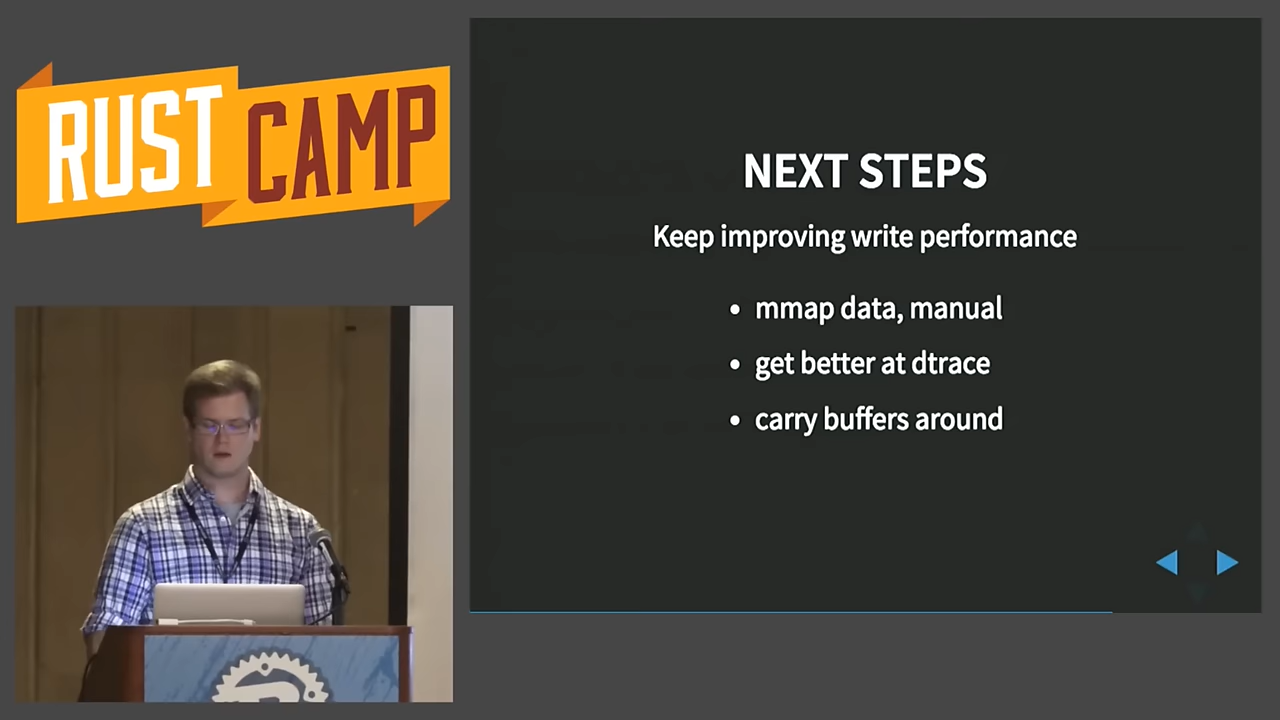 RUST CAMP
NEXT STEPS
Keep improving write performance
• mmap data, manual
• get better at dtrace
• carry buffers around